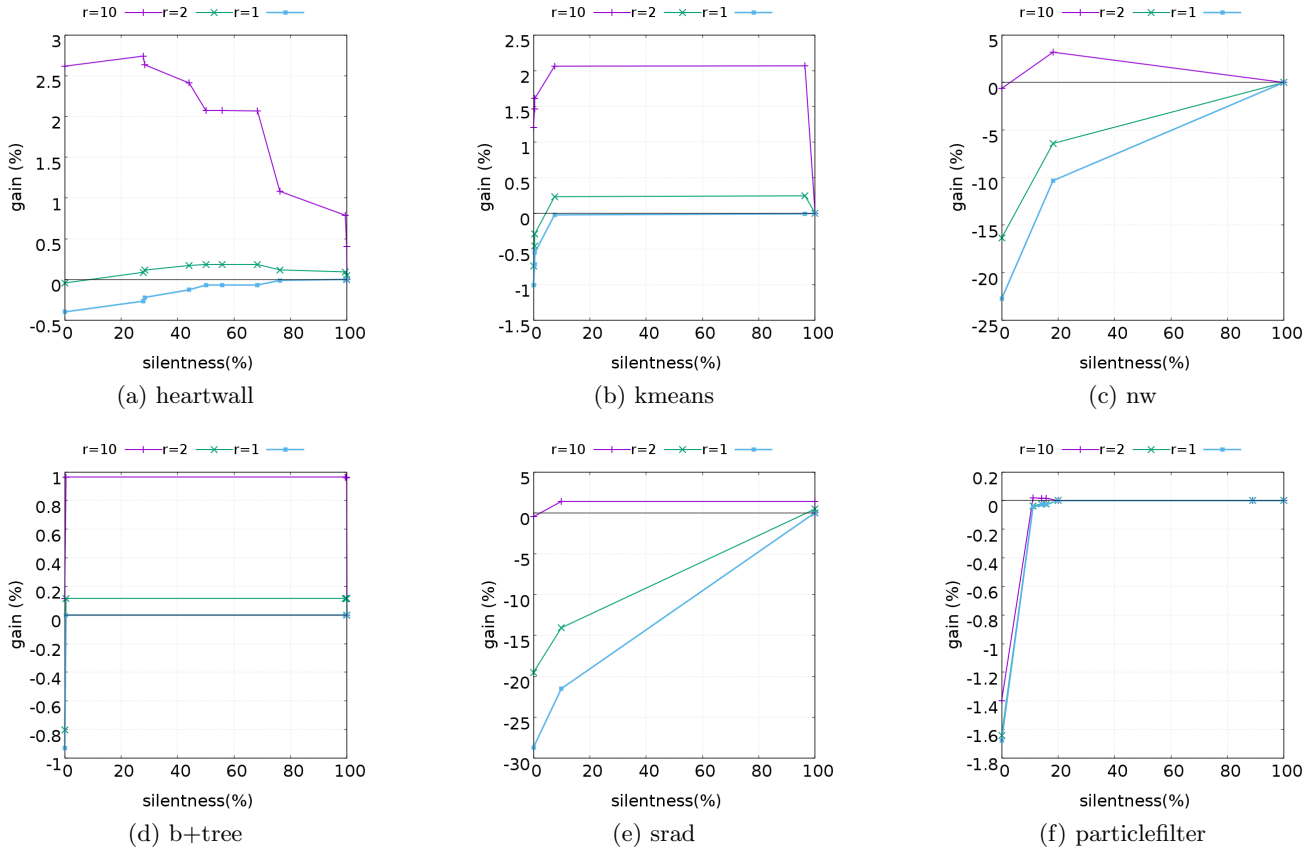 r=10 r=2 r=1
3
2.5
2
1.5
1
0.5
0
-0.5
gain (%)
0 20 40 60 80 100
silentness(%)
(a) heartwall
r=10 r=2 r=1
2.5
2
1.5
1
0.5
0
-0.5
-1
-1.5
gain (%)
0 20 40 60 80 100
silentness(%)
(b) kmeans
r=10 r=2 r=1
5
0
-5
-10
-15
-20
-25
gain (%)
0 20 40 60 80 100
silentness(%)
(c) nw
r=10 r=2 r=1
1
0.8
0.6
0.4
0.2
0
-0.2
-0.4
-0.6
-0.8
-1
gain (%)
0 20 40 60 80 100
silentness(%)
(d) b+tree
r=10 r=2 r=1
5
0
-5
-10
-15
-20
-25
-30
gain (%)
0 20 40 60 80 100
silentness(%)
(e) srad
r=10 r=2 r=1
0.2
0
-0.2
-0.4
-0.6
-0.8
-1
-1.2
-1.4
-1.6
-1.8
gain (%)
0 20 40 60 80 100
silentness(%)
(f) particlefilter